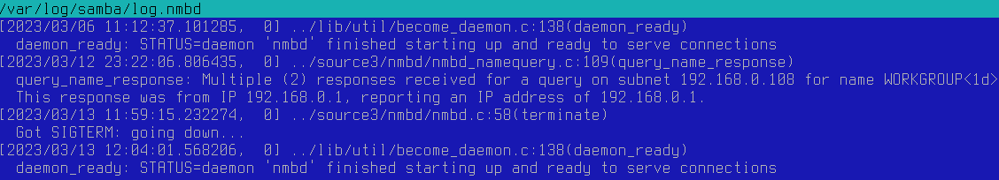 /var/log/samba/log.nmbd
[2023/03/06 11:12:37.101285,  0] ../lib/util/become_daemon.c:138(daemon_ready)
  daemon_ready: STATUS=daemon 'nmbd' finished starting up and ready to serve connections
[2023/03/12 23:22:06.806435,  0] ../source3/nmbd/nmbd_namequery.c:109(query_name_response)
  query_name_response: Multiple (2) responses received for a query on subnet 192.168.0.108 for name WORKGROUP<1d>
  This response was from IP 192.168.0.1, reporting an IP address of 192.168.0.1.
[2023/03/13 11:59:15.232274,  0] ../source3/nmbd/nmbd.c:58(terminate)
  Got SIGTERM: going down...
[2023/03/13 12:04:01.568206,  0] ../lib/util/become_daemon.c:138(daemon_ready)
  daemon_ready: STATUS=daemon 'nmbd' finished starting up and ready to serve connections